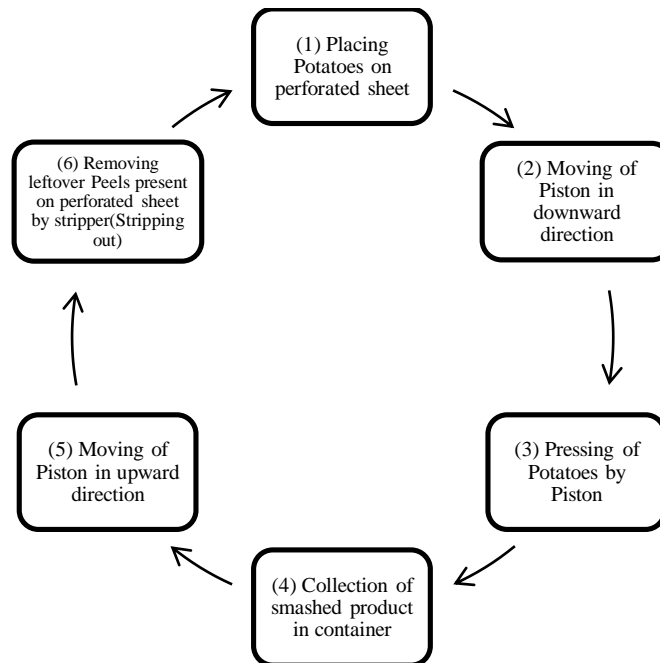 (1) Placing
Potatoes on
perforated sheet
(2) Moving of
Piston in
downward
direction
(3) Pressing of
Potatoes by
Piston
(4) Collection of
smashed product
in container
(5) Moving of
Piston in upward
direction
(6) Removing
leftover Peels present
on perforated sheet
by stripper(Stripping
out)